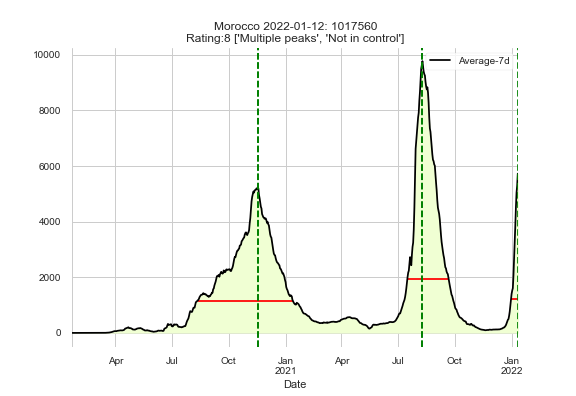 Morocco 2022-01-12: 1017560
Rating:8 ['Multiple peaks', 'Not in control']
Average-7d
10000
8000
6000
4000
2000
0
Apr
Jul
Oct
Jan
2021
Apr
Jul
Oct
Jan
2022
Date